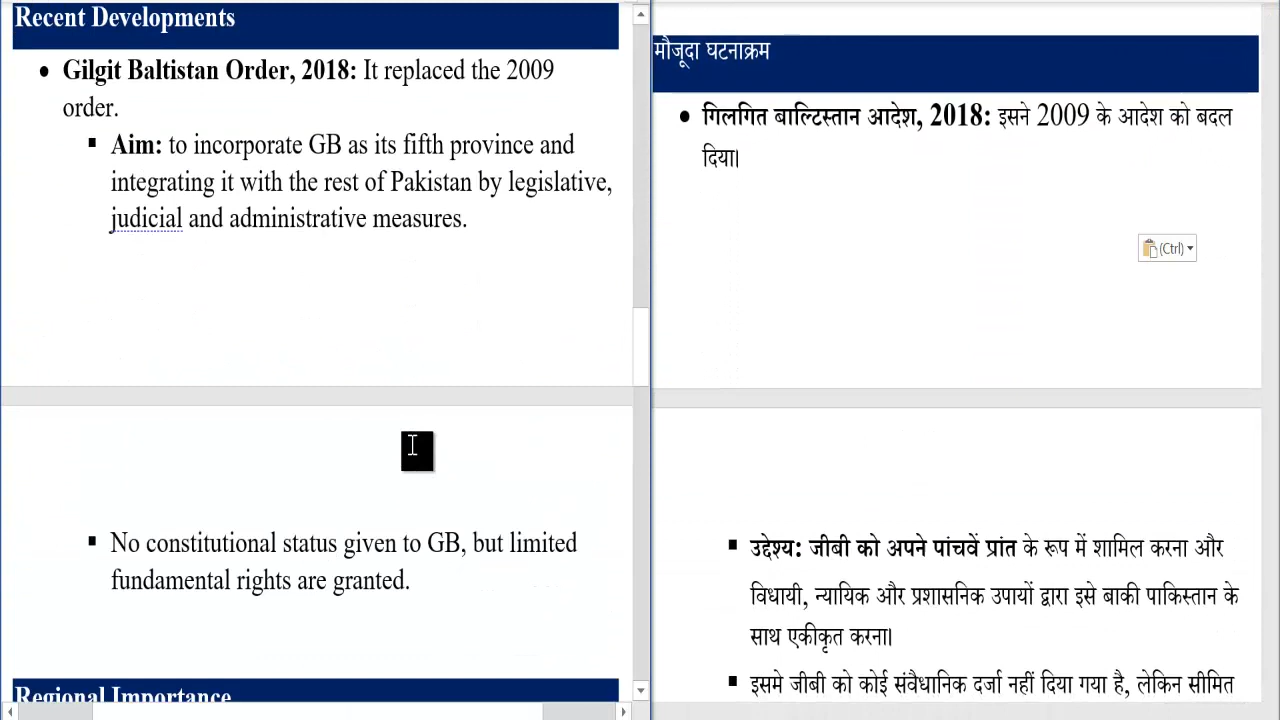 Recent Developments
• Gilgit Baltistan Order, 2018: It replaced the 2009
order.
▪ Aim: to incorporate GB as its fifth province and
integrating it with the rest of Pakistan by legislative,
judicial and administrative measures.
▪ No constitutional status given to GB, but limited
fundamental rights are granted.
Regional Importance
मौजूदा घटनाक्रम
• गिलगित बाल्टिस्तान आदेश, 2018: इसने 2009 के आदेश को बदल
दिया।
(Ctrl)
▪ उद्देश्य: जीबी को अपने पांचवें प्रांत के रूप में शामिल करना और
विधायी, न्यायिक और प्रशासनिक उपायों द्वारा इसे बाकी पाकिस्तान के
साथ एकीकृत करना।
▪ इसमे जीबी को कोई संवैधानिक दर्जा नहीं दिया गया है, लेकिन सीमित